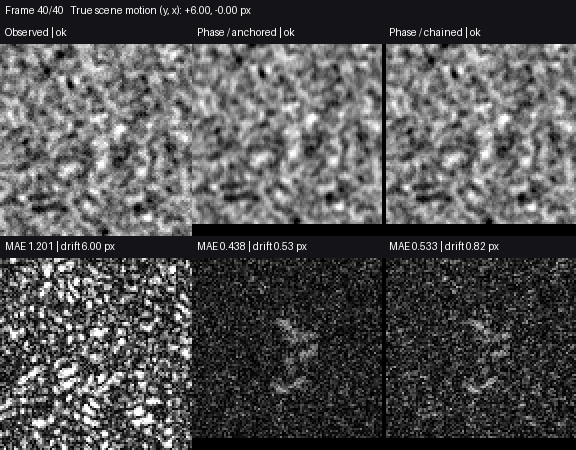 Frame 40/40 True scene motion (y, x): +6.00, -0.00 px
Observed | ok
Phase / anchored | ok
Phase / chained | ok
MAE 1.201 | drift 6.00 px
MAE 0.438 | drift 0.53 px
MAE 0.533 | drift 0.82 px